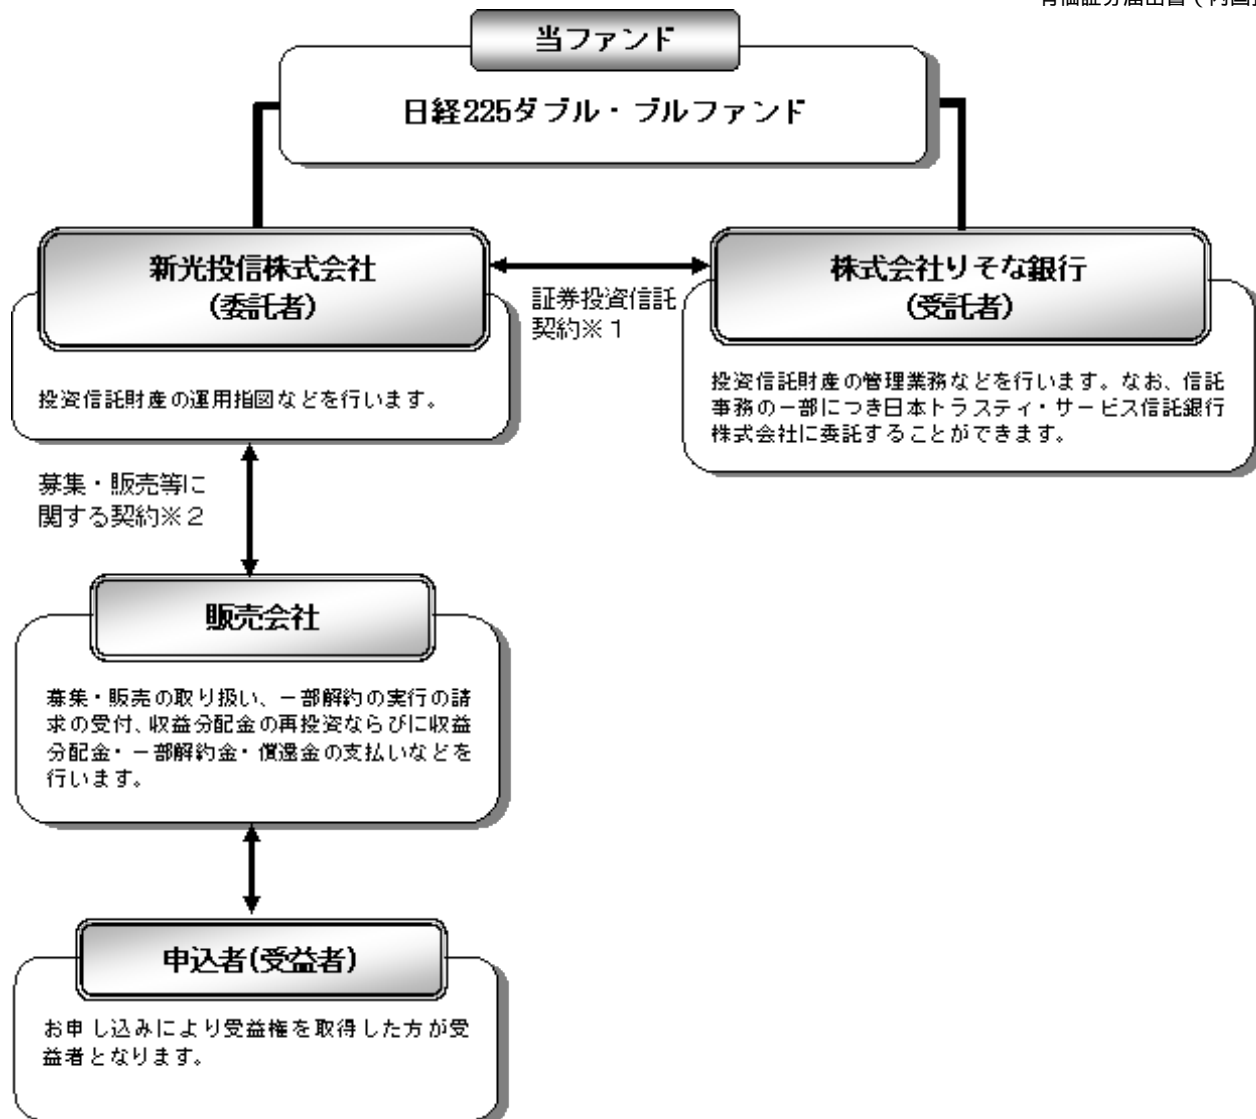 当ファンド
日経225ダブル・ブルファンド
新光投信株式会社
(委託者)
投資信託財産の運用指図などを行います。
証券投資信託
契約※1
株式会社りそな銀行
(受託者)
投資信託財産の管理業務などを行います。なお、信託
事務の一部につき日本トラスティ・サービス信託銀行
株式会社に委託することができます。
募集・販売等に
関する契約※2
販売会社
募集・販売の取り扱い、一部解約の実行の請
求の受付、収益分配金の再投資ならびに収益
分配金・一部解約金・償還金の支払いなどを
行います。
申込者(受益者)
お申し込みにより受益権を取得した方が受
益者となります。